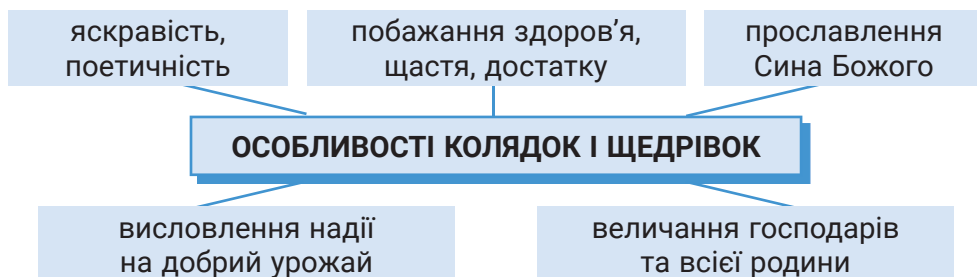 яскравість,
поетичність
побажання здоров’я,
щастя, достатку
прославлення
Сина Божого
ОСОБЛИВОСТІ КОЛЯДОК І ЩЕДРІВОК
висловлення надії
на добрий урожай
величання господарів
та всієї родини